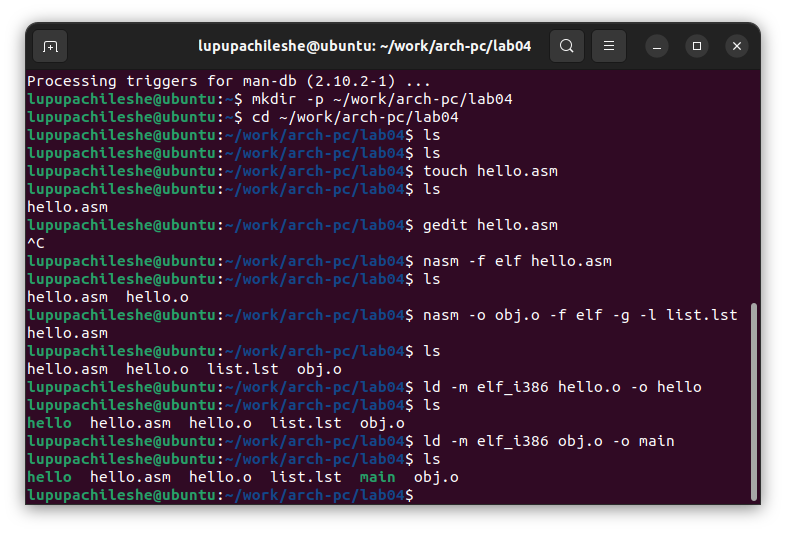 lupupachileshe@ubuntu: ~/work/arch-pc/lab04
Processing triggers for man-db (2.10.2-1) ...
lupupachileshe@ubuntu:~$ mkdir -p ~/work/arch-pc/lab04
lupupachileshe@ubuntu:~$ cd ~/work/arch-pc/lab04
lupupachileshe@ubuntu:~/work/arch-pc/lab04$ ls
lupupachileshe@ubuntu:~/work/arch-pc/lab04$ ls
lupupachileshe@ubuntu:~/work/arch-pc/lab04$ touch hello.asm
lupupachileshe@ubuntu:~/work/arch-pc/lab04$ ls
hello.asm
lupupachileshe@ubuntu:~/work/arch-pc/lab04$ gedit hello.asm
^C
lupupachileshe@ubuntu:~/work/arch-pc/lab04$ nasm -f elf hello.asm
lupupachileshe@ubuntu:~/work/arch-pc/lab04$ ls
hello.asm  hello.o
lupupachileshe@ubuntu:~/work/arch-pc/lab04$ nasm -o obj.o -f elf -g -l list.lst
hello.asm
lupupachileshe@ubuntu:~/work/arch-pc/lab04$ ls
hello.asm  hello.o  list.lst  obj.o
lupupachileshe@ubuntu:~/work/arch-pc/lab04$ ld -m elf_i386 hello.o -o hello
lupupachileshe@ubuntu:~/work/arch-pc/lab04$ ls
hello  hello.asm  hello.o  list.lst  obj.o
lupupachileshe@ubuntu:~/work/arch-pc/lab04$ ld -m elf_i386 obj.o -o main
lupupachileshe@ubuntu:~/work/arch-pc/lab04$ ls
hello  hello.asm  hello.o  list.lst  main  obj.o
lupupachileshe@ubuntu:~/work/arch-pc/lab04$